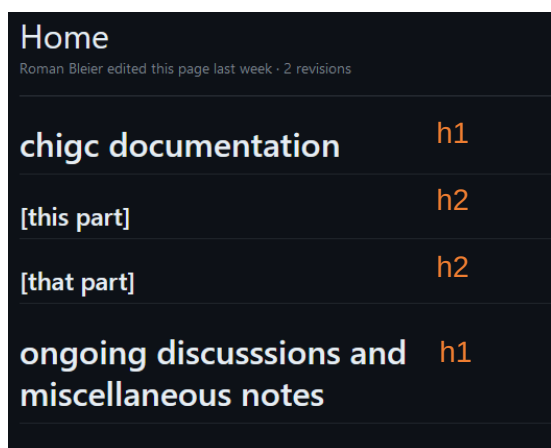 Home
Roman Bleier edited this page last week · 2 revisions
chigc documentation h1
[this part] h2
[that part] h2
ongoing discusssions and h1
miscellaneous notes